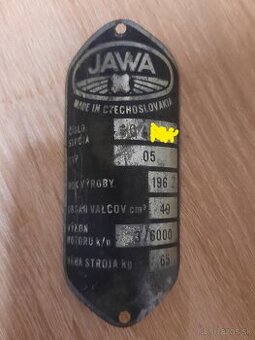 JAWA
MADE IN CZECHOSLOVAKIA
ČÍSLO
TYP 05
ROK VÝROBY 196
OBSAH VALCOV cm³ 49
VÝKON
MOTORU k/n 3/6000
VÁHA STROJA kg 65